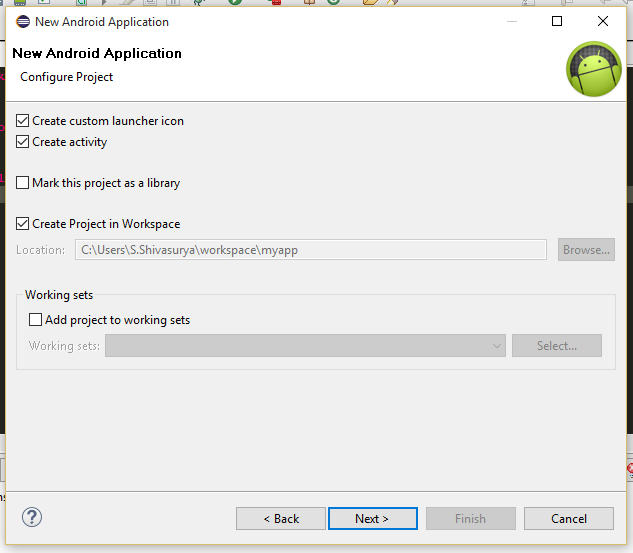 New Android Application
New Android Application
Configure Project
Create custom launcher icon
Create activity
Mark this project as a library
Create Project in Workspace
Location: C:\Users\S.Shivasurya\workspace\myapp Browse...
Working sets
Add project to working sets
Working sets: Select...
? < Back Next > Finish Cancel